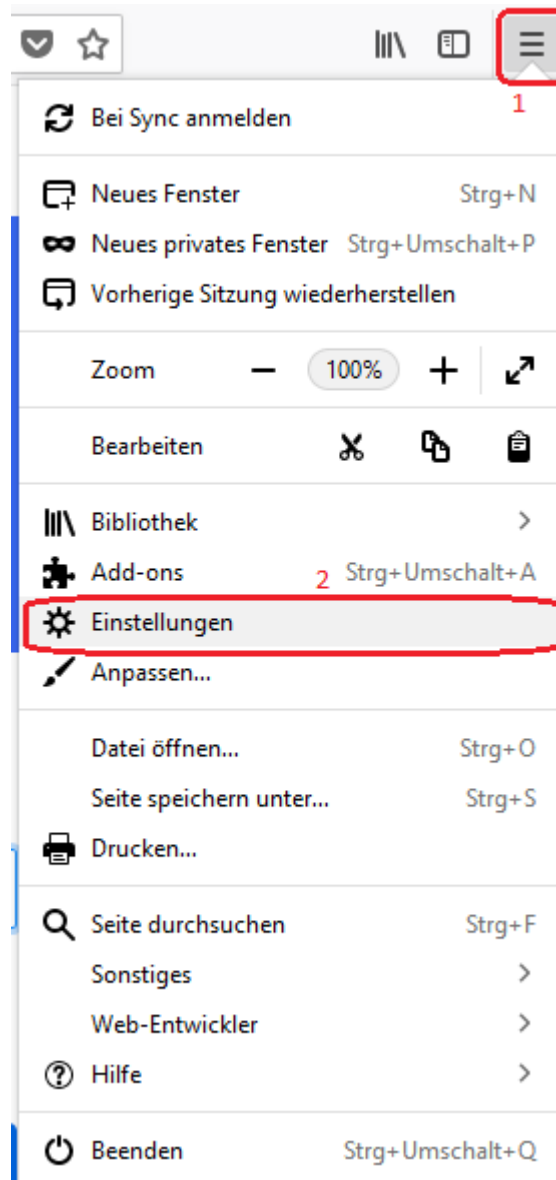 1
Bei Sync anmelden
Neues Fenster Strg+N
Neues privates Fenster Strg+Umschalt+P
Vorherige Sitzung wiederherstellen
Zoom 100%
Bearbeiten
Bibliothek
Add-ons 2 Strg+Umschalt+A
Einstellungen
Anpassen...
Datei öffnen... Strg+O
Seite speichern unter... Strg+S
Drucken...
Seite durchsuchen Strg+F
Sonstiges
Web-Entwickler
Hilfe
Beenden Strg+Umschalt+Q